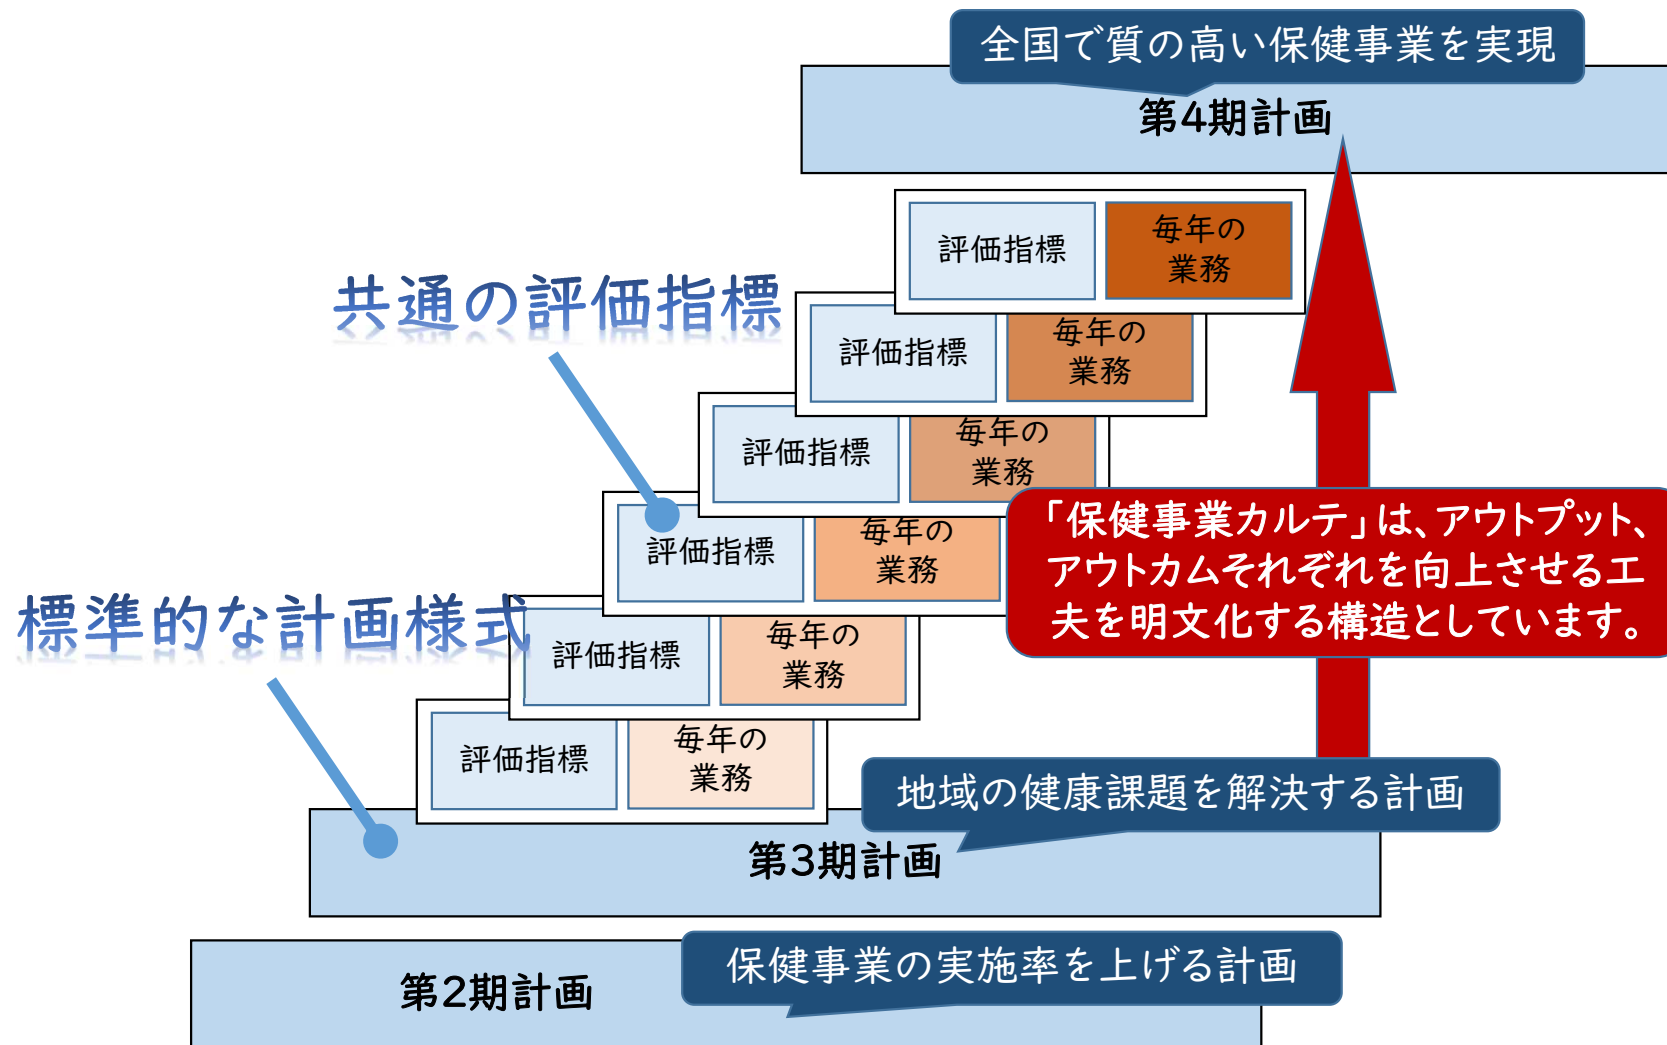 全国で質の高い保健事業を実現
第4期計画
評価指標
毎年の
業務
共通の評価指標
評価指標
毎年の
業務
評価指標
毎年の
業務
「保健事業カルテ」は、アウトプット、
アウトカムそれぞれを向上させる工
夫を明文化する構造としています。
評価指標
毎年の
業務
標準的な計画様式
評価指標
毎年の
業務
評価指標
毎年の
業務
地域の健康課題を解決する計画
第3期計画
保健事業の実施率を上げる計画
第2期計画